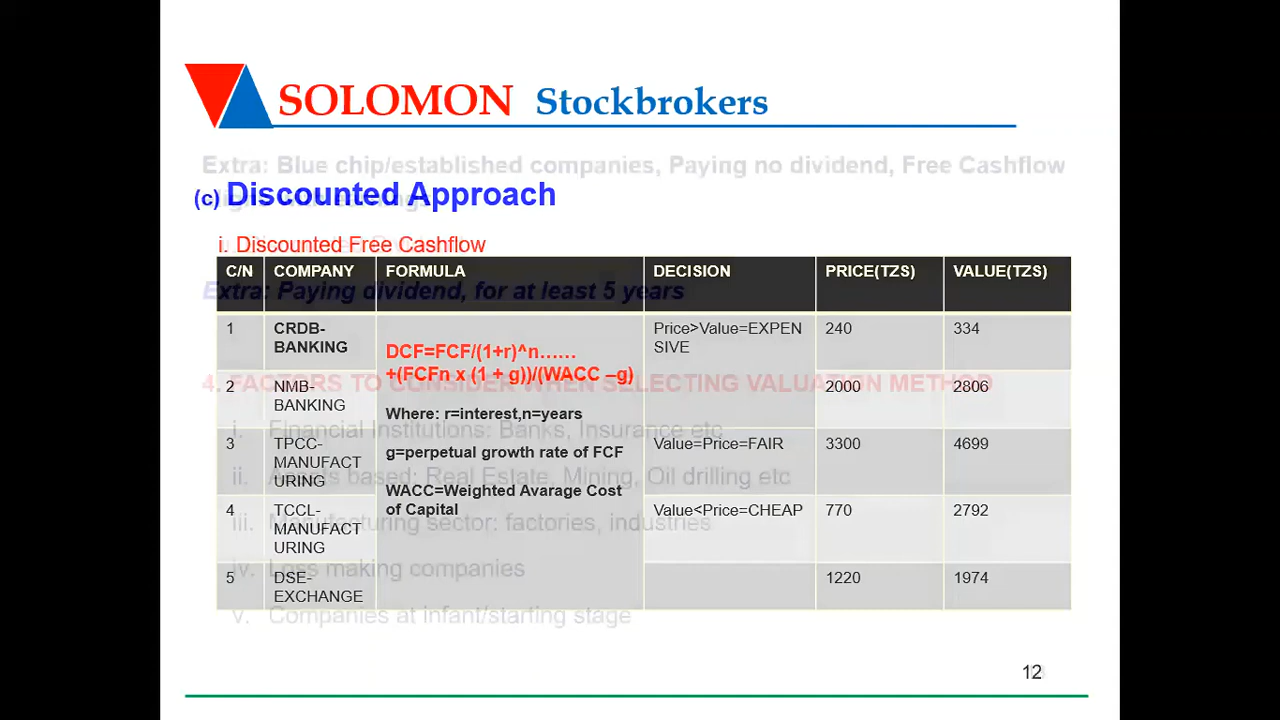 SOLOMON Stockbrokers
Extra: Blue chip/established companies, Paying no dividend, Free Cashflow
(c) Discounted Approach
i. Discounted Free Cashflow
C/N COMPANY FORMULA DECISION PRICE(TZS) VALUE(TZS)
Extra: Paying dividend, for at least 5 years
1 CRDB- Price>Value=EXPEN 240 334
BANKING SIVE
DCF=FCF/(1+r)^n……
+(FCFn x (1 + g))/(WACC –g)
4. FACTORS TO CONSIDER WHEN SELECTING VALUATION METHOD
2 NMB- 2000 2806
BANKING
Where: r=interest,n=years
i. Financial Institutions: Banks, Insurance etc
3 TPCC- Value=Price=FAIR 3300 4699
MANUFACT
URING
g=perpetual growth rate of FCF
ii. Assets based: Real Estate, Mining, Oil drilling etc
WACC=Weighted Avarage Cost
of Capital
4 TCCL- Value<Price=CHEAP 770 2792
MANUFACT
URING
iii. Manufacturing sector: factories, industries
iv. Loss making companies
5 DSE- 1220 1974
EXCHANGE
v. Companies at infant/starting stage
12